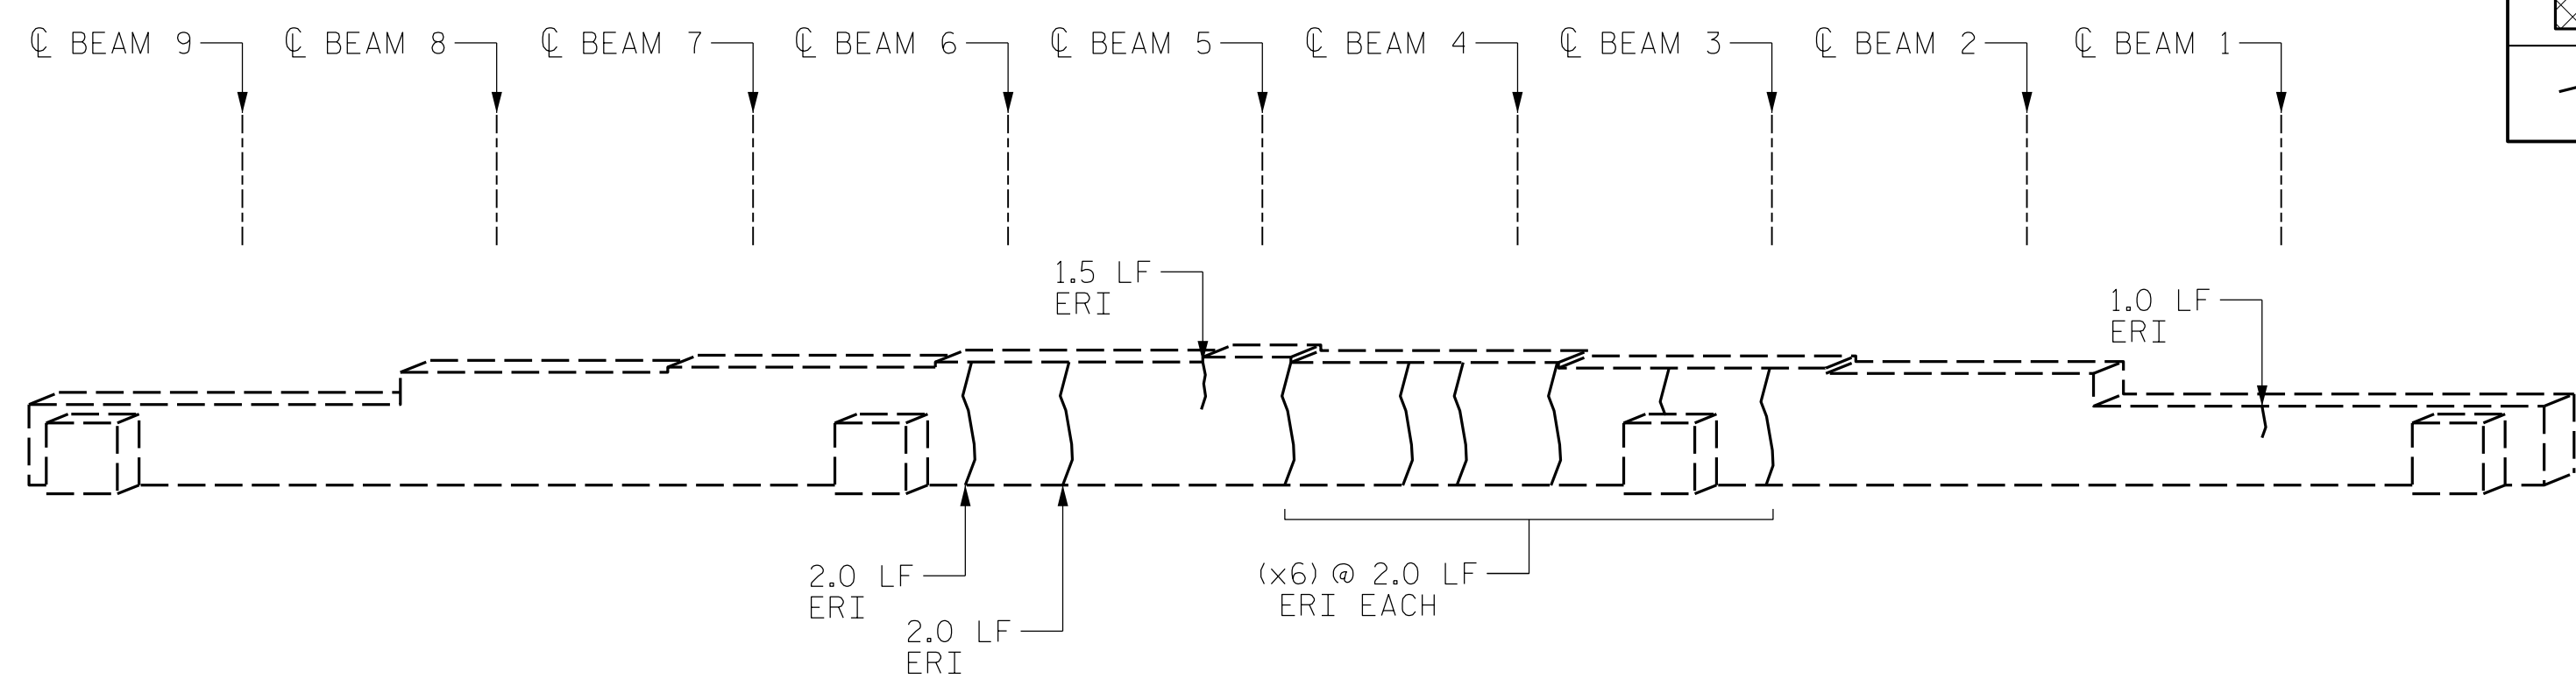 ℄ BEAM 9
℄ BEAM 8
℄ BEAM 7
℄ BEAM 6
℄ BEAM 5
℄ BEAM 4
℄ BEAM 3
℄ BEAM 2
℄ BEAM 1
1.5 LF
ERI
1.0 LF
ERI
2.0 LF
ERI
2.0 LF
ERI
(x6) @ 2.0 LF
ERI EACH